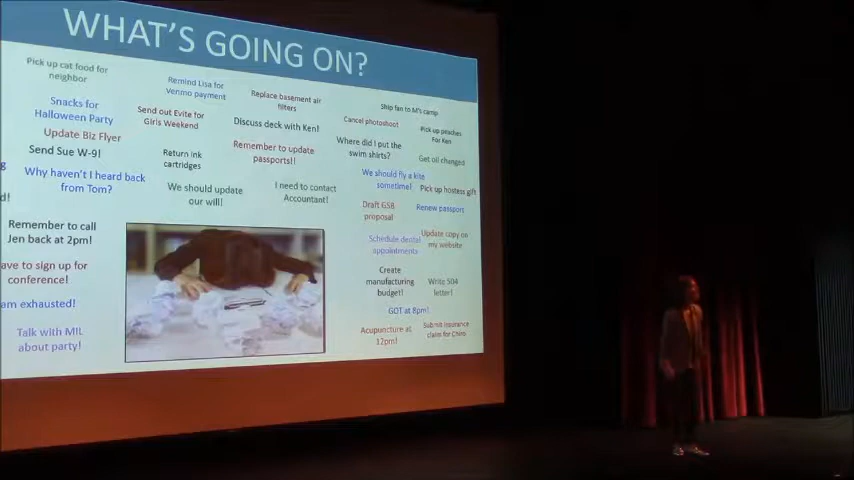 WHAT'S GOING ON?
Pick up cat food for
neighbor
Remind Lisa for
Venmo payment
Replace basement air
filters
Ship fan to M's camp
Snacks for
Halloween Party
Send out Evite for
Girls Weekend
Discuss deck with Ken!
Cancel photoshoot
Pick up peaches
For Ken
Update Biz Flyer
Send Sue W-9!
Return ink
cartridges
Remember to update
passports!!
Where did I put the
swim shirts?
Get oil changed
g
Why haven't I heard back
from Tom?
We should update
our will!
I need to contact
Accountant!
We should fly a kite
sometime!
Pick up hostess gift
d!
Draft GSB
proposal
Renew passport
Remember to call
Jen back at 2pm!
Schedule dental
appointments
Update copy on
my website
ave to sign up for
conference!
Create
manufacturing
budget!
Write 504
letter!
am exhausted!
GOT at 8pm!
Talk with MIL
about party!
Acupuncture at
12pm!
Submit insurance
claim for Chiro